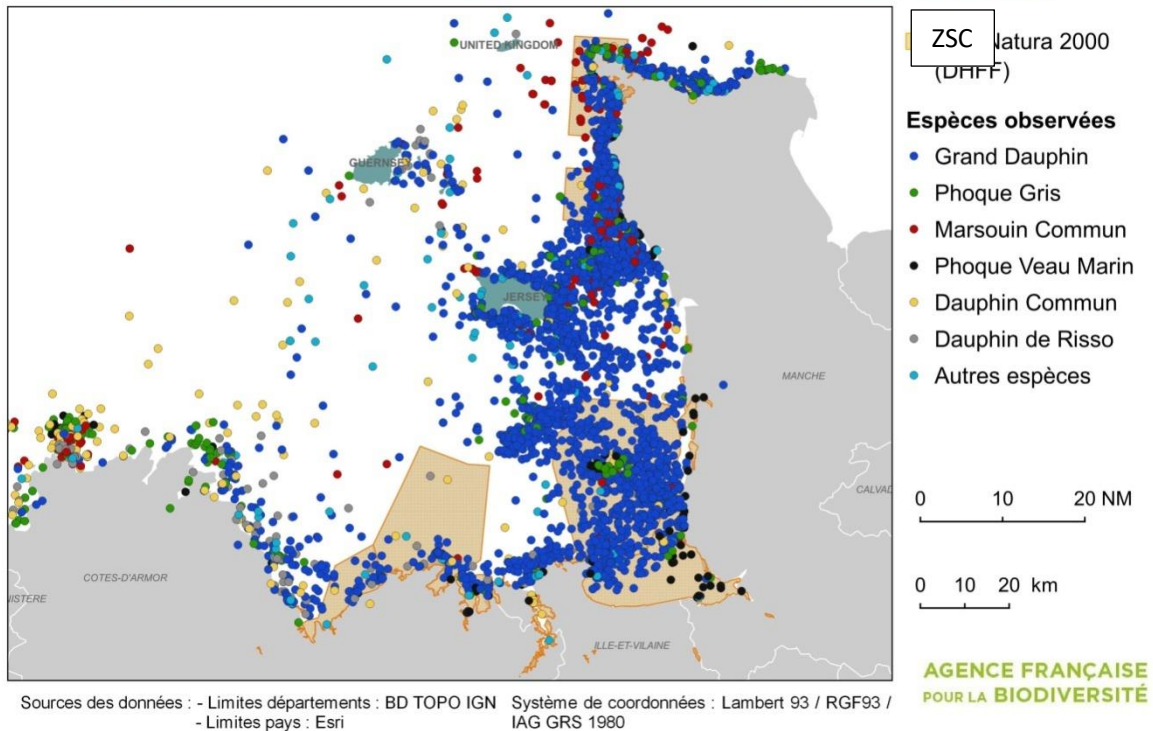 UNITED KINGDOM
GUERNSEY
JERSEY
MANCHE
CALVAD
COTES-D'ARMOR
NISTERE
ILLE-ET-VILAINE
ZSC
Natura 2000
(DHFF)
Espèces observées
Grand Dauphin
Phoque Gris
Marsouin Commun
Phoque Veau Marin
Dauphin Commun
Dauphin de Risso
Autres espèces
0 10 20 NM
0 10 20 km
AGENCE FRANÇAISE
POUR LA BIODIVERSITÉ
Sources des données : - Limites départements : BD TOPO IGN
- Limites pays : Esri
Système de coordonnées : Lambert 93 / RGF93 /
IAG GRS 1980